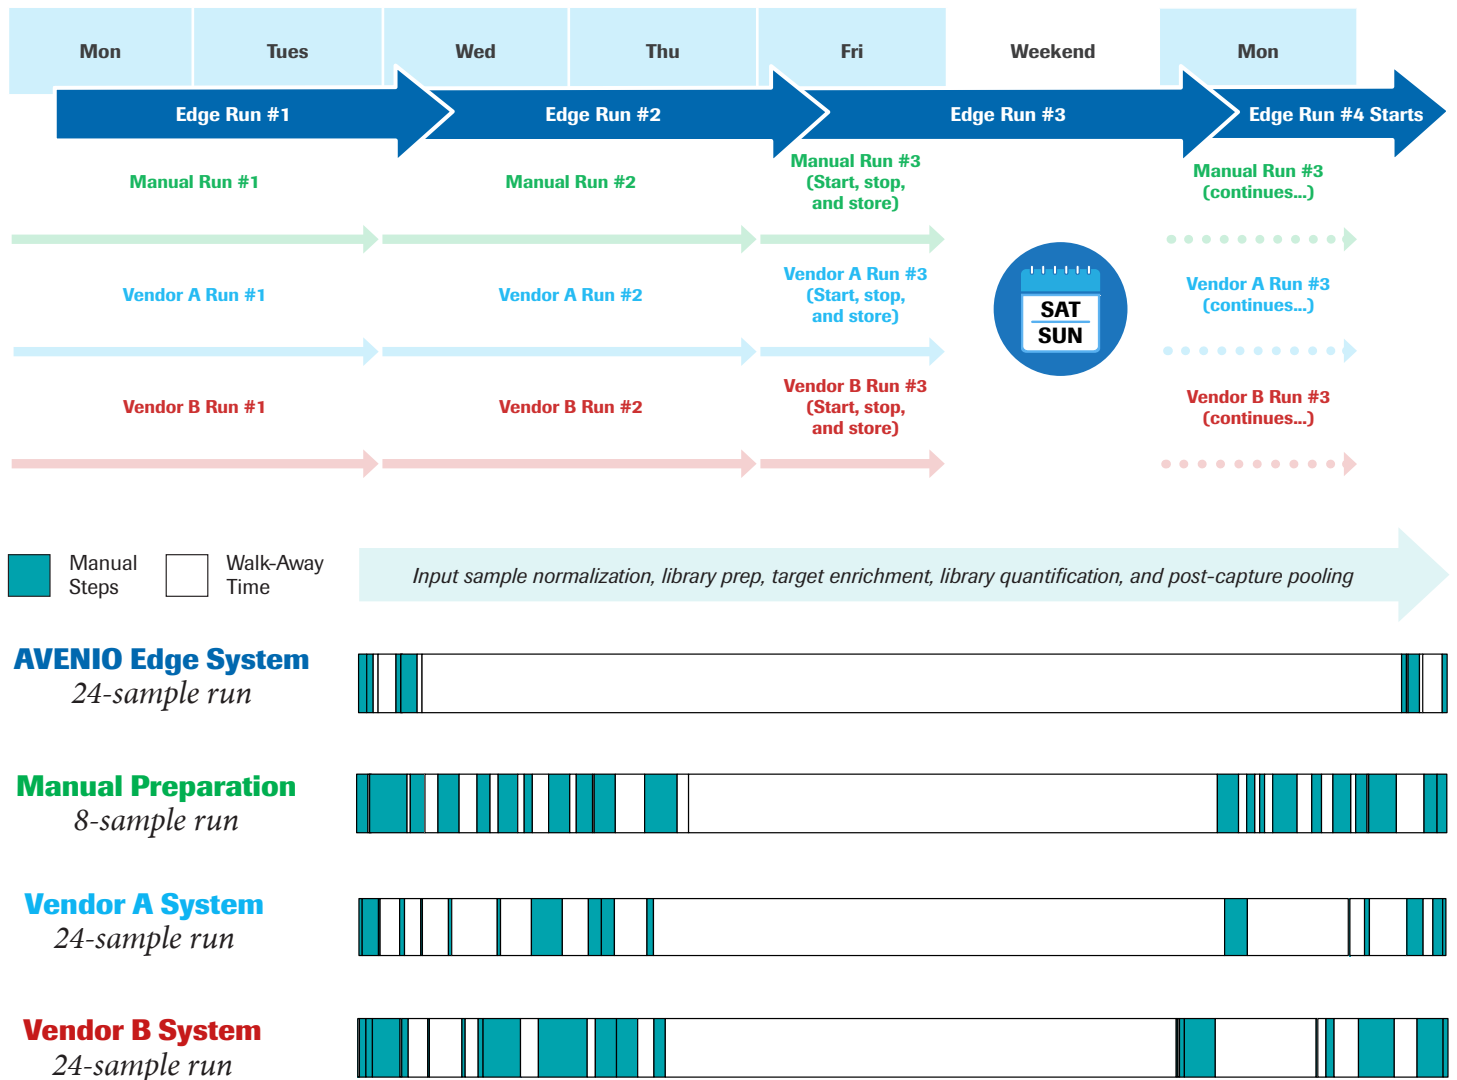 Mon
Tues
Wed
Thu
Fri
Weekend
Mon
Edge Run #1
Edge Run #2
Edge Run #3
Edge Run #4 Starts
Manual Run #1
Manual Run #2
Manual Run #3
(Start, stop,
and store)
Manual Run #3
(continues...)
Vendor A Run #1
Vendor A Run #2
Vendor A Run #3
(Start, stop,
and store)
SAT
SUN
Vendor A Run #3
(continues...)
Vendor B Run #1
Vendor B Run #2
Vendor B Run #3
(Start, stop,
and store)
Vendor B Run #3
(continues...)
Manual
Steps
Walk-Away
Time
Input sample normalization, library prep, target enrichment, library quantification, and post-capture pooling
AVENIO Edge System
24-sample run
Manual Preparation
8-sample run
Vendor A System
24-sample run
Vendor B System
24-sample run